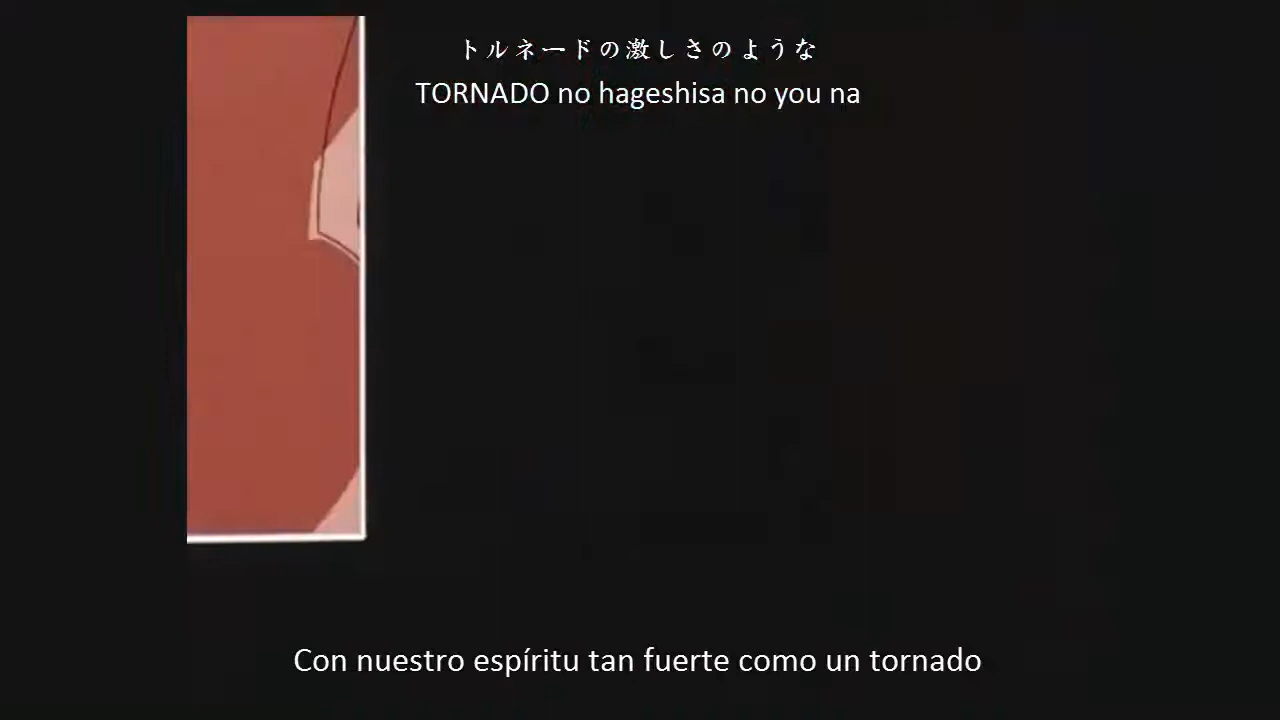 トルネードの激しさのような
TORNADO no hageshisa no you na
Con nuestro espíritu tan fuerte como un tornado